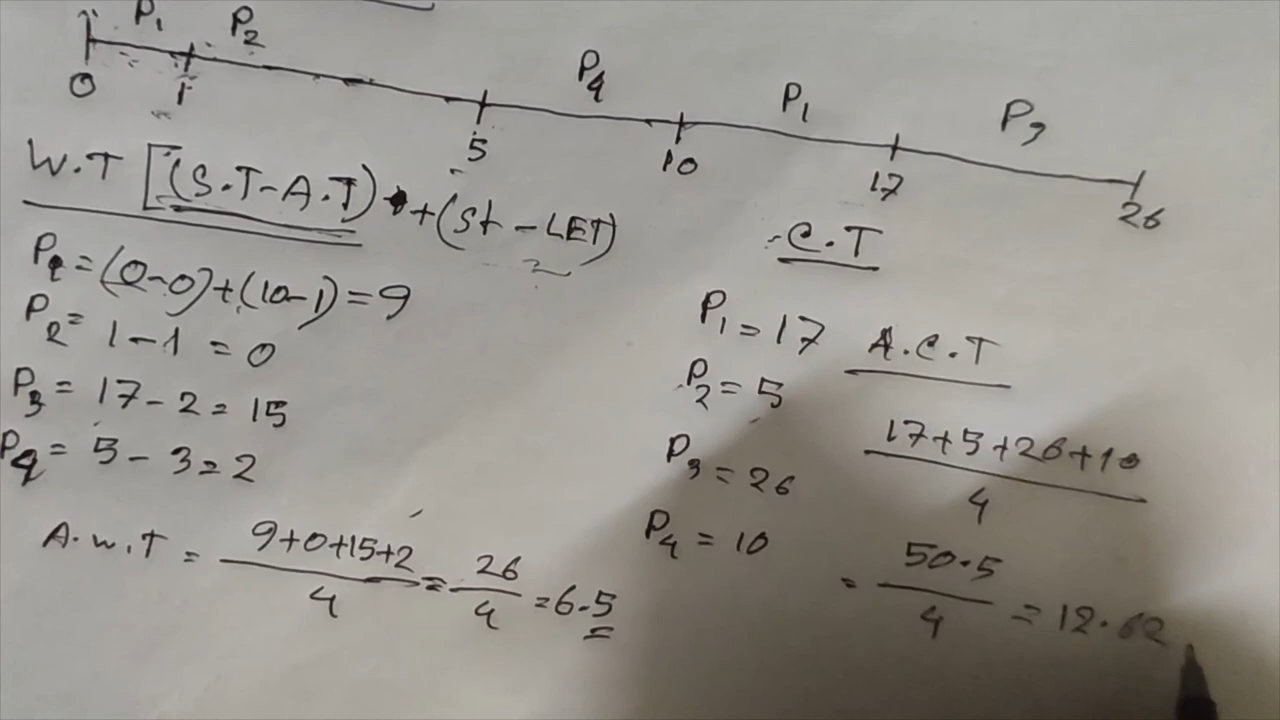 P1 P2 P4 P1 P3
0 1 5 10 17 26
W.T [(S.T-A.T) + (St - LET)
P1 = (0-0)+(10-1) = 9
P2 = 1-1 = 0
P3 = 17-2 = 15
P4 = 5-3 = 2
A.W.T = 9+0+15+2 / 4 = 26 / 4 = 6.5
C.T
P1 = 17
P2 = 5
P3 = 26
P4 = 10
A.C.T
17+5+26+10 / 4
= 50.5 / 4 = 12.62